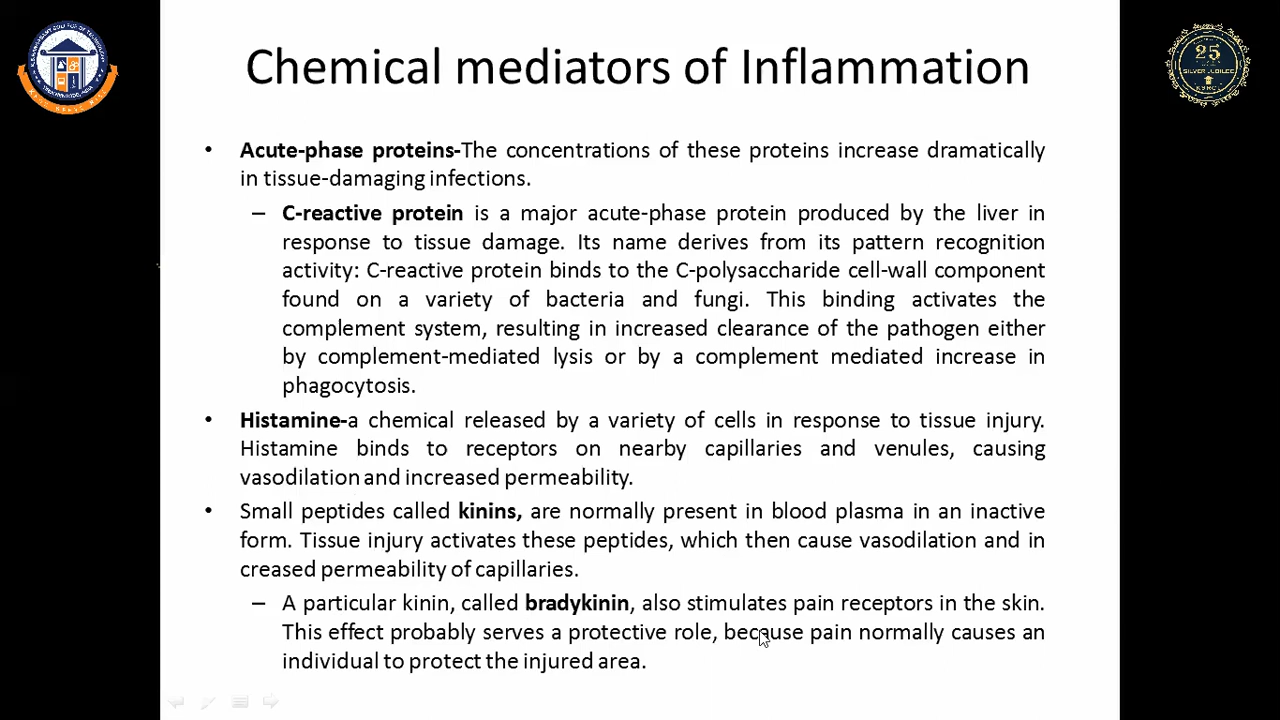 Chemical mediators of Inflammation
25
SILVER JUBILEE
• Acute-phase proteins-The concentrations of these proteins increase dramatically
in tissue-damaging infections.
– C-reactive protein is a major acute-phase protein produced by the liver in
response to tissue damage. Its name derives from its pattern recognition
activity: C-reactive protein binds to the C-polysaccharide cell-wall component
found on a variety of bacteria and fungi. This binding activates the
complement system, resulting in increased clearance of the pathogen either
by complement-mediated lysis or by a complement mediated increase in
phagocytosis.
• Histamine-a chemical released by a variety of cells in response to tissue injury.
Histamine binds to receptors on nearby capillaries and venules, causing
vasodilation and increased permeability.
• Small peptides called kinins, are normally present in blood plasma in an inactive
form. Tissue injury activates these peptides, which then cause vasodilation and in
creased permeability of capillaries.
– A particular kinin, called bradykinin, also stimulates pain receptors in the skin.
This effect probably serves a protective role, because pain normally causes an
individual to protect the injured area.